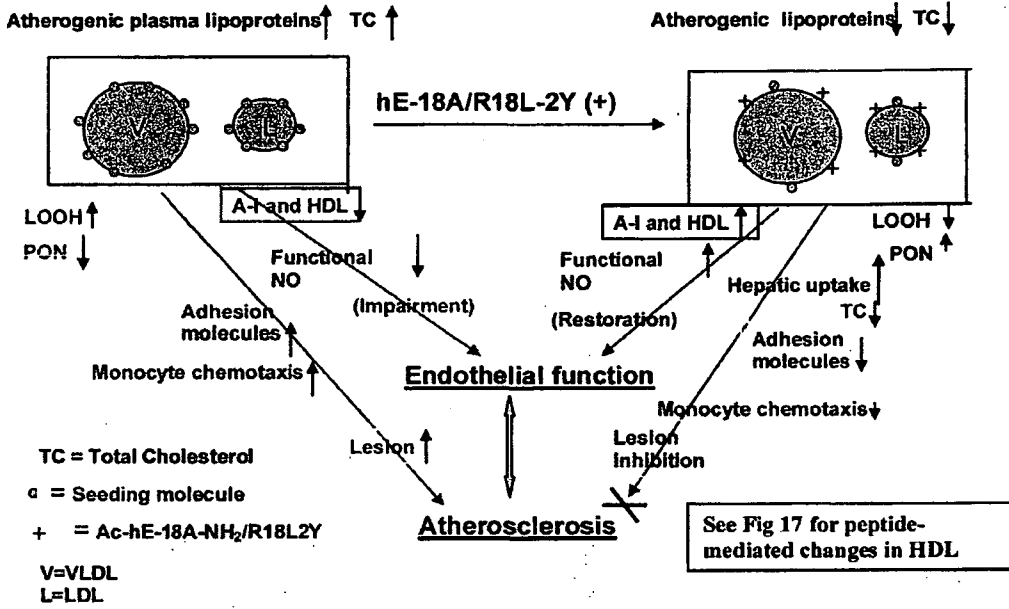 Atherogenic plasma lipoproteins↑ TC ↑
Atherogenic lipoproteins↓ TC ↓
V L
hE-18A/R18L-2Y (+)
V L
A-I and HDL ↓
LOOH ↑
PON ↓
A-I and HDL ↑
LOOH ↓
PON ↑
Functional ↓
NO
(Impairment)
Functional ↑
NO
(Restoration)
Hepatic uptake ↑
TC ↓
Adhesion
molecules ↑
Monocyte chemotaxis ↑
Adhesion
molecules ↓
Monocyte chemotaxis ↓
Endothelial function
Lesion ↑
Lesion
inhibition
Atherosclerosis
TC = Total Cholesterol
= Seeding molecule
+ = Ac-hE-18A-NH₂/R18L2Y
V=VLDL
L=LDL
See Fig 17 for peptide-
mediated changes in HDL